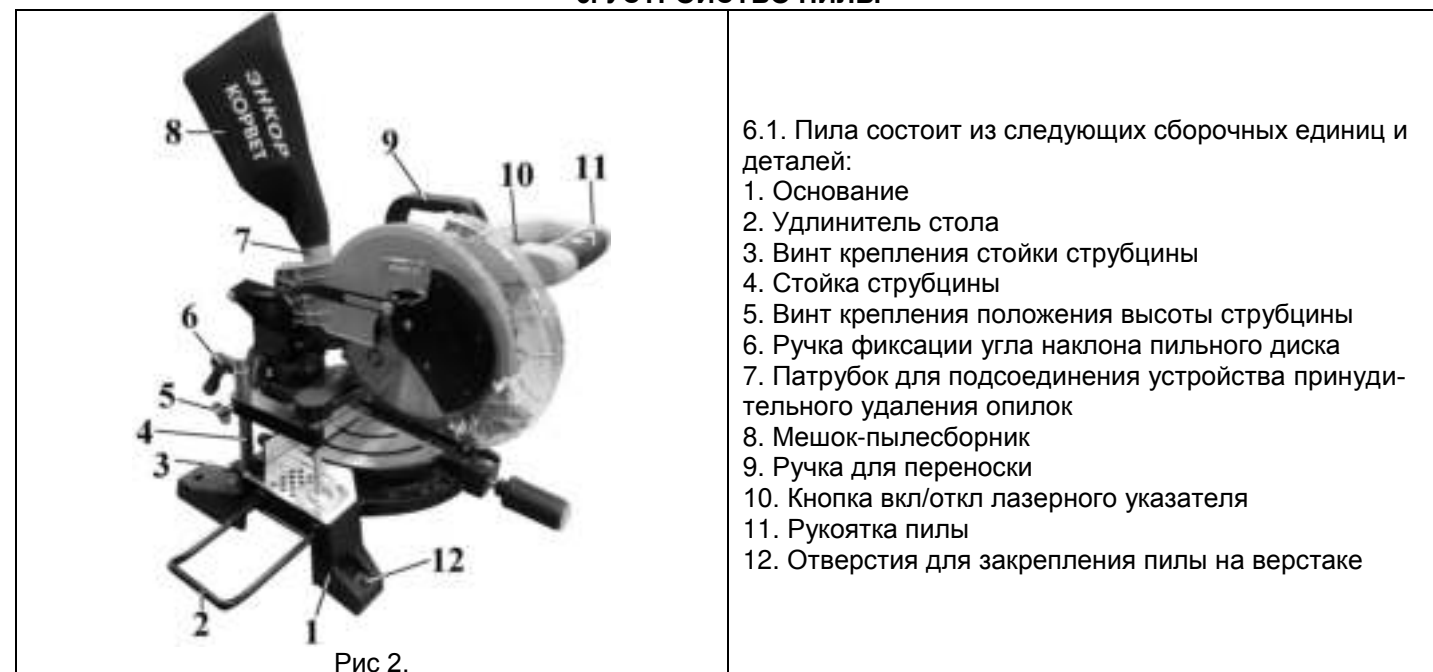 6. УСТРОЙСТВО ПИЛЫ
ЭНКОР
КОРВЕТ
8
9
10
11
7
6
5
4
3
12
2
1
Рис 2.
6.1. Пила состоит из следующих сборочных единиц и
деталей:
1. Основание
2. Удлинитель стола
3. Винт крепления стойки струбцины
4. Стойка струбцины
5. Винт крепления положения высоты струбцины
6. Ручка фиксации угла наклона пильного диска
7. Патрубок для подсоединения устройства принуди-
тельного удаления опилок
8. Мешок-пылесборник
9. Ручка для переноски
10. Кнопка вкл/откл лазерного указателя
11. Рукоятка пилы
12. Отверстия для закрепления пилы на верстаке